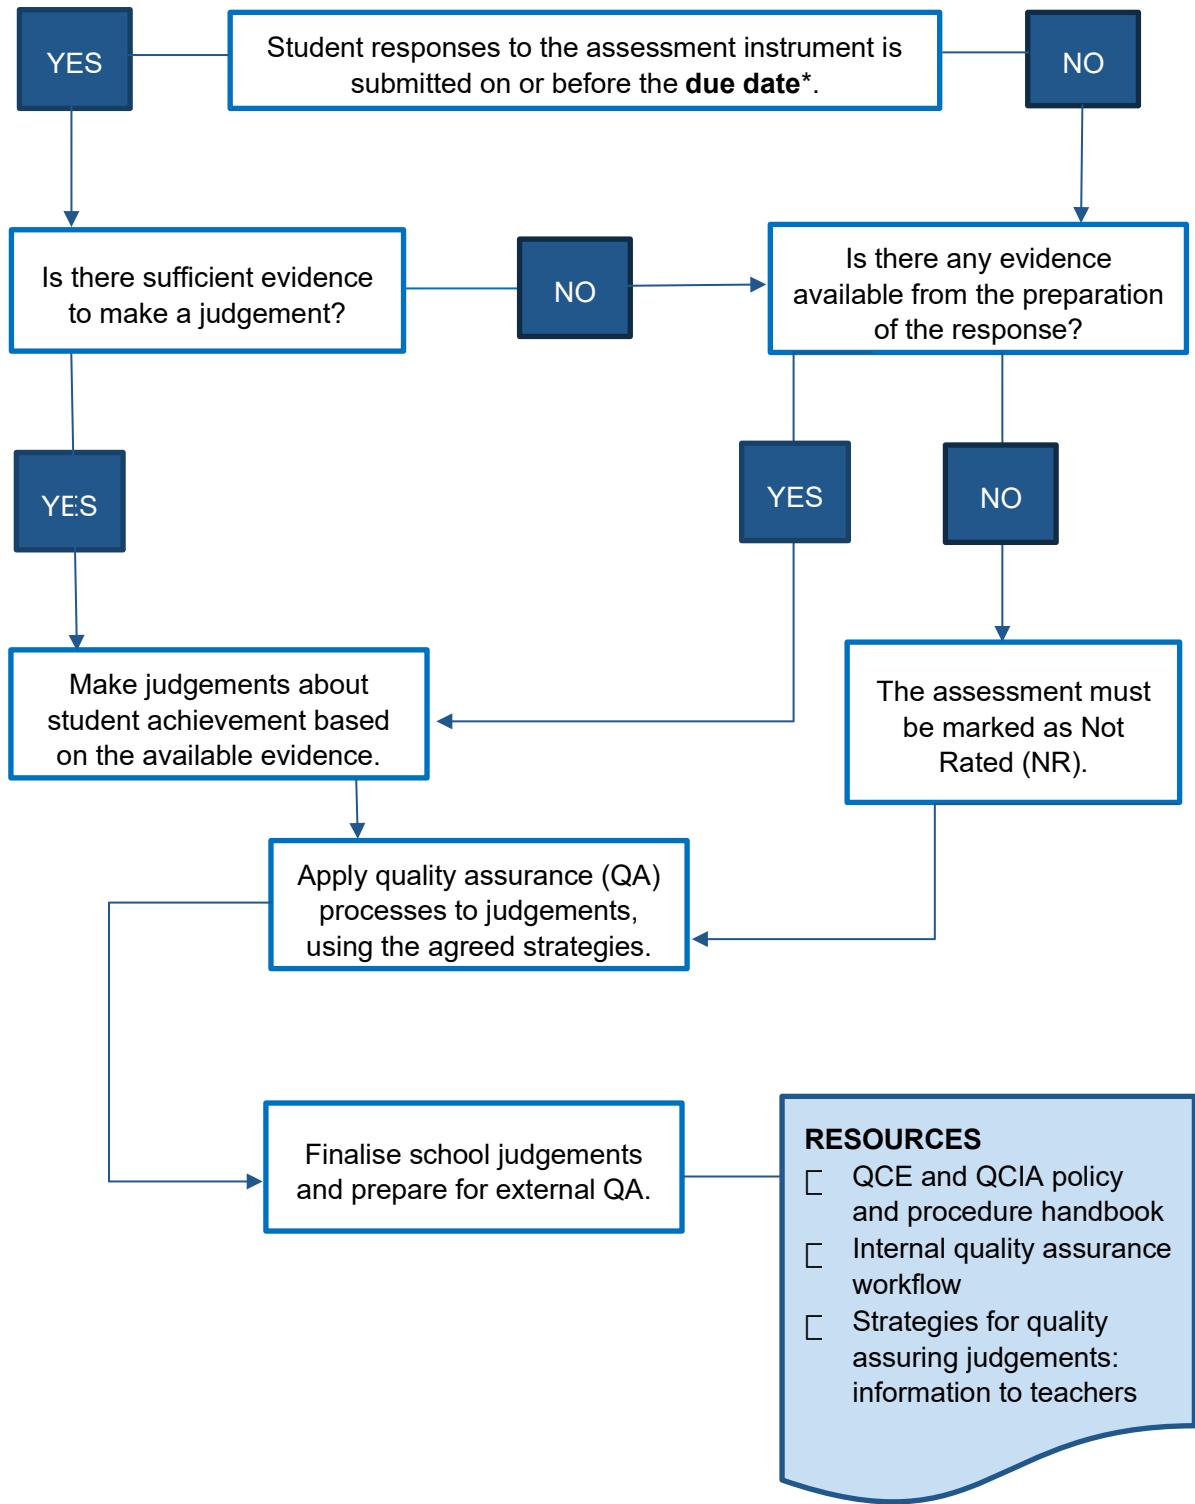 YES
Student responses to the assessment instrument is
submitted on or before the due date*.
NO
Is there sufficient evidence
to make a judgement?
NO
Is there any evidence
available from the preparation
of the response?
YES
YES
NO
Make judgements about
student achievement based
on the available evidence.
The assessment must
be marked as Not
Rated (NR).
Apply quality assurance (QA)
processes to judgements,
using the agreed strategies.
Finalise school judgements
and prepare for external QA.
RESOURCES
QCE and QCIA policy
and procedure handbook
Internal quality assurance
workflow
Strategies for quality
assuring judgements:
information to teachers